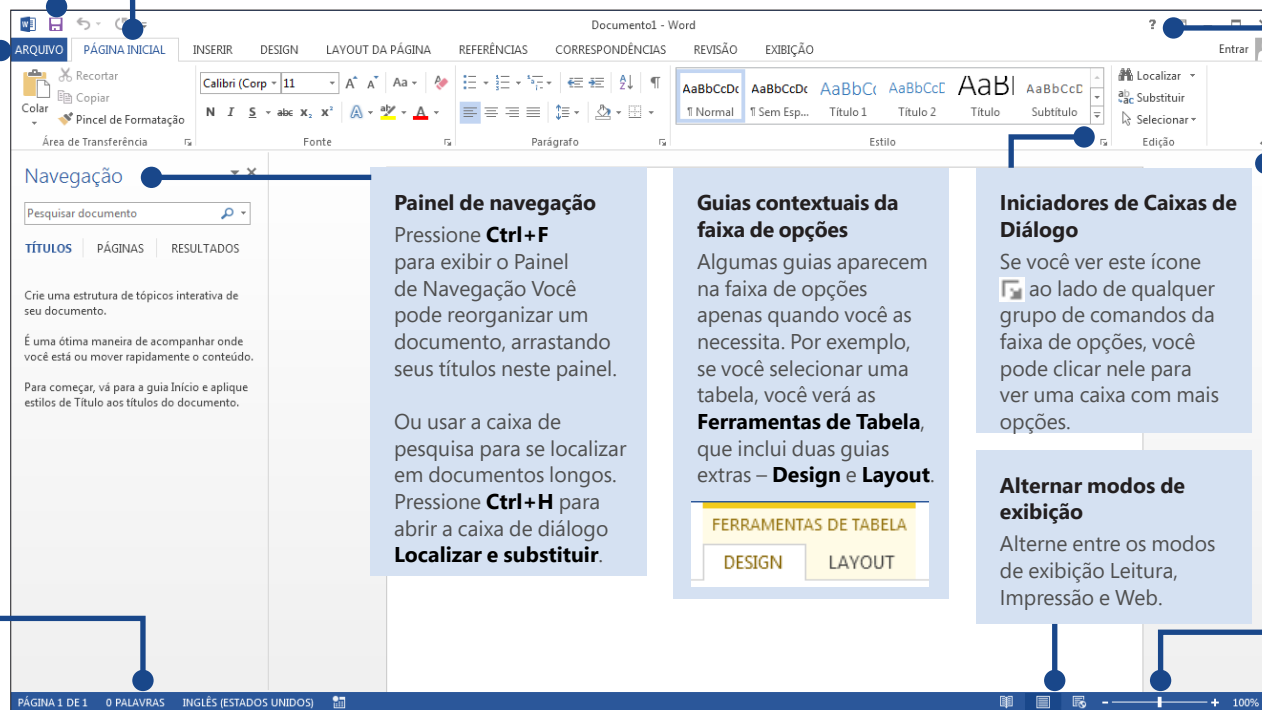 Documento1 - Word
?
ARQUIVO PÁGINA INICIAL INSERIR DESIGN LAYOUT DA PÁGINA REFERÊNCIAS CORRESPONDÊNCIAS REVISÃO EXIBIÇÃO Entrar
Colar
Recortar
Copiar
Pincel de Formatação
Área de Transferência
Calibri (Corp 11 A A Aa
N I S abc X₂ X² A aby A
Fonte
Parágrafo
AaBbCcDc AaBbCcDc AaBbCc AaBbCcE AaBl AaBbCcD
¶ Normal ¶ Sem Esp... Título 1 Título 2 Título Subtítulo
Estilo
Localizar
Substituir
Selecionar
Edição
Navegação
Pesquisar documento
TÍTULOS PÁGINAS RESULTADOS
Crie uma estrutura de tópicos interativa de
seu documento.
É uma ótima maneira de acompanhar onde
você está ou mover rapidamente o conteúdo.
Para começar, vá para a guia Início e aplique
estilos de Título aos títulos do documento.
Painel de navegação
Pressione Ctrl+F
para exibir o Painel
de Navegação Você
pode reorganizar um
documento, arrastando
seus títulos neste painel.
Ou usar a caixa de
pesquisa para se localizar
em documentos longos.
Pressione Ctrl+H para
abrir a caixa de diálogo
Localizar e substituir.
Guias contextuais da
faixa de opções
Algumas guias aparecem
na faixa de opções
apenas quando você as
necessita. Por exemplo,
se você selecionar uma
tabela, você verá as
Ferramentas de Tabela,
que inclui duas guias
extras – Design e Layout.
FERRAMENTAS DE TABELA
DESIGN LAYOUT
Iniciadores de Caixas de
Diálogo
Se você ver este ícone
ao lado de qualquer
grupo de comandos da
faixa de opções, você
pode clicar nele para
ver uma caixa com mais
opções.
Alternar modos de
exibição
Alterne entre os modos
de exibição Leitura,
Impressão e Web.
PÁGINA 1 DE 1 0 PALAVRAS INGLÊS (ESTADOS UNIDOS) - + 100%